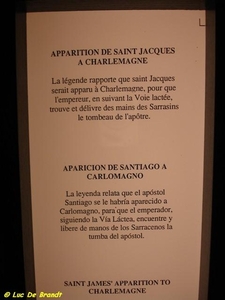 APPARITION DE SAINT JACQUES
A CHARLEMAGNE
La légende rapporte que saint Jacques
serait apparu à Charlemagne, pour que
l'empereur, en suivant la Voie lactée,
trouve et délivre des mains des Sarrasins
le tombeau de l'apôtre.
APARICION DE SANTIAGO A
CARLOMAGNO
La leyenda relata que el apóstol
Santiago se le habría aparecido a
Carlomagno, para que el emperador,
siguiendo la Vía Láctea, encuentre y
libere de manos de los Sarracenos la
tumba del apóstol.
SAINT JAMES' APPARITION TO
CHARLEMAGNE
© Luc De Brandt